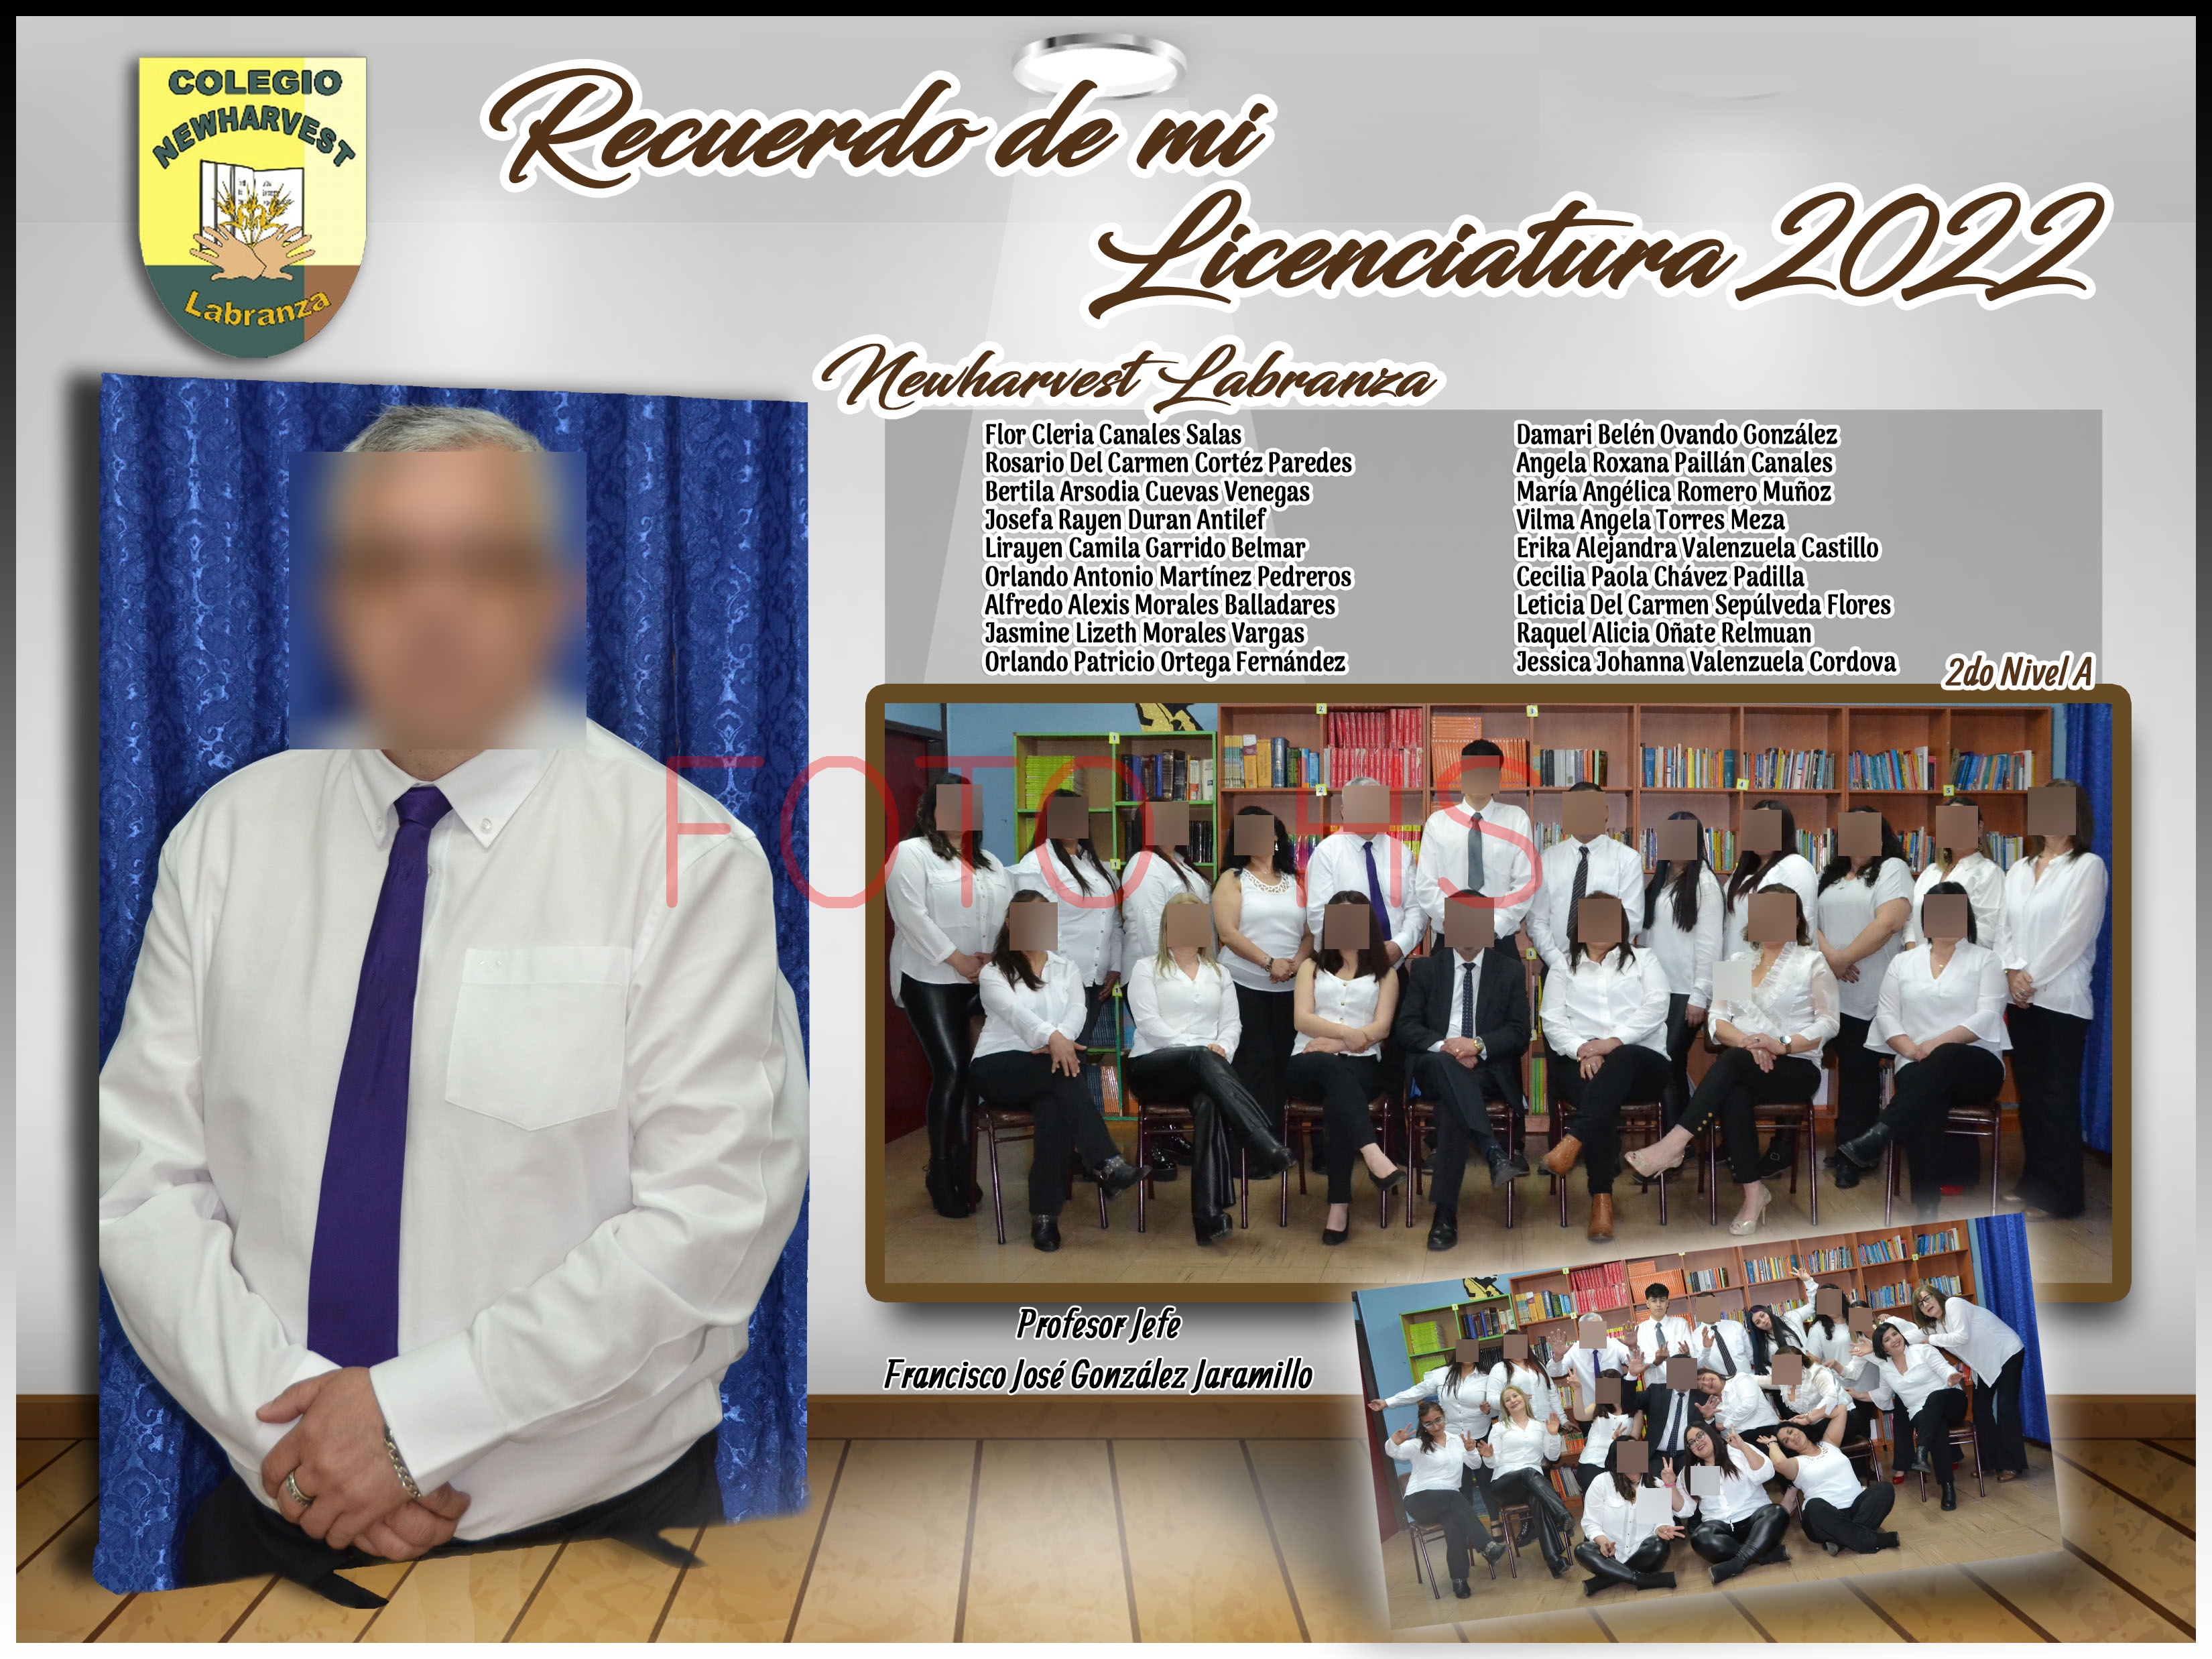 COLEGIO
NEWHARVEST
Labranza
Recuerdo de mi
Licenciatura 2022
Newharvest Labranza
Flor Cleria Canales Salas
Rosario Del Carmen Cortéz Paredes
Bertila Arsodia Cuevas Venegas
Josefa Rayen Duran Antilef
Lirayen Camila Garrido Belmar
Orlando Antonio Martínez Pedreros
Alfredo Alexis Morales Balladares
Jasmine Lizeth Morales Vargas
Orlando Patricio Ortega Fernández
Damari Belén Ovando González
Angela Roxana Paillán Canales
María Angélica Romero Muñoz
Vilma Angela Torres Meza
Erika Alejandra Valenzuela Castillo
Cecilia Paola Chávez Padilla
Leticia Del Carmen Sepúlveda Flores
Raquel Alicia Oñate Relmuan
Jessica Johanna Valenzuela Cordova
2do Nivel A
FOTO HS
Profesor Jefe
Francisco José González Jaramillo